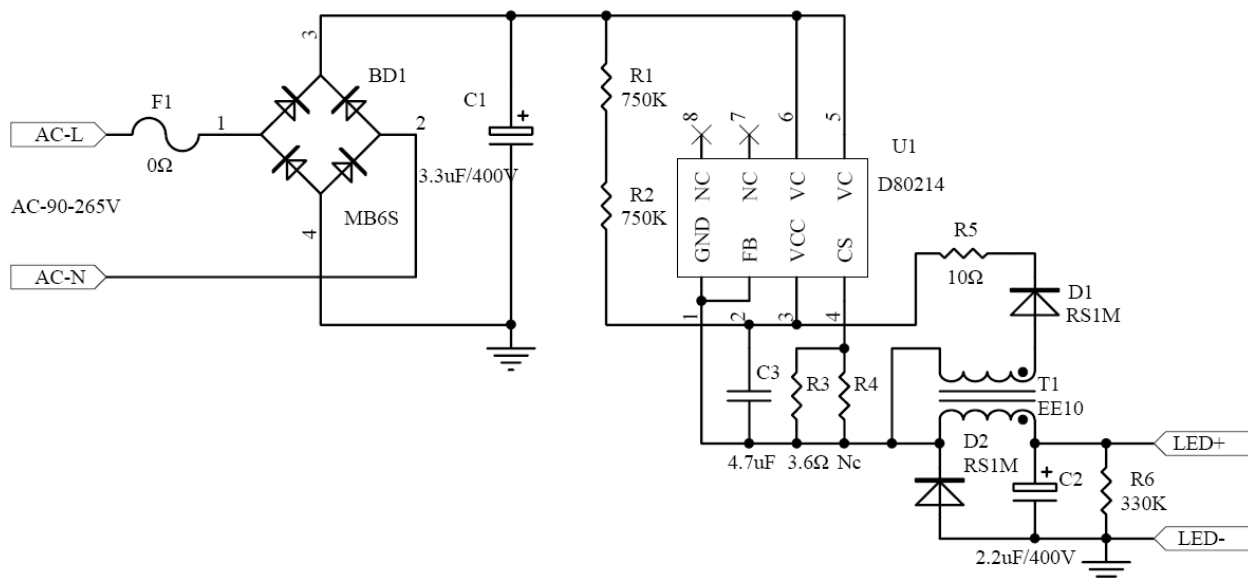 3
BD1
F1
C1
+
R1
750K
8
7
6
5
U1
AC-L
1
2
0Ω
NC
NC
VC
VC
D80214
3.3uF/400V
R2
750K
AC-90-265V
MB6S
4
GND
FB
VCC
CS
R5
AC-N
10Ω
D1
RS1M
1
2
3
4
C3
R3
R4
T1
EE10
D2
RS1M
LED+
4.7uF
3.6Ω
Nc
+
C2
R6
330K
LED-
2.2uF/400V